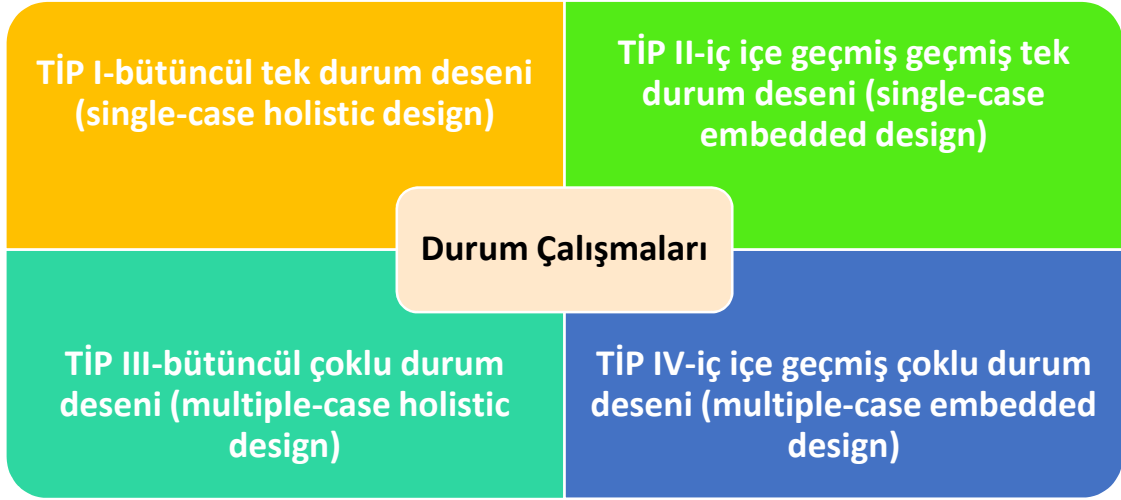 TİP I-bütüncül tek durum deseni
(single-case holistic design)
TİP II-iç içe geçmiş geçmiş tek
durum deseni (single-case
embedded design)
Durum Çalışmaları
TİP III-bütüncül çoklu durum
deseni (multiple-case holistic
design)
TİP IV-iç içe geçmiş çoklu durum
deseni (multiple-case embedded
design)